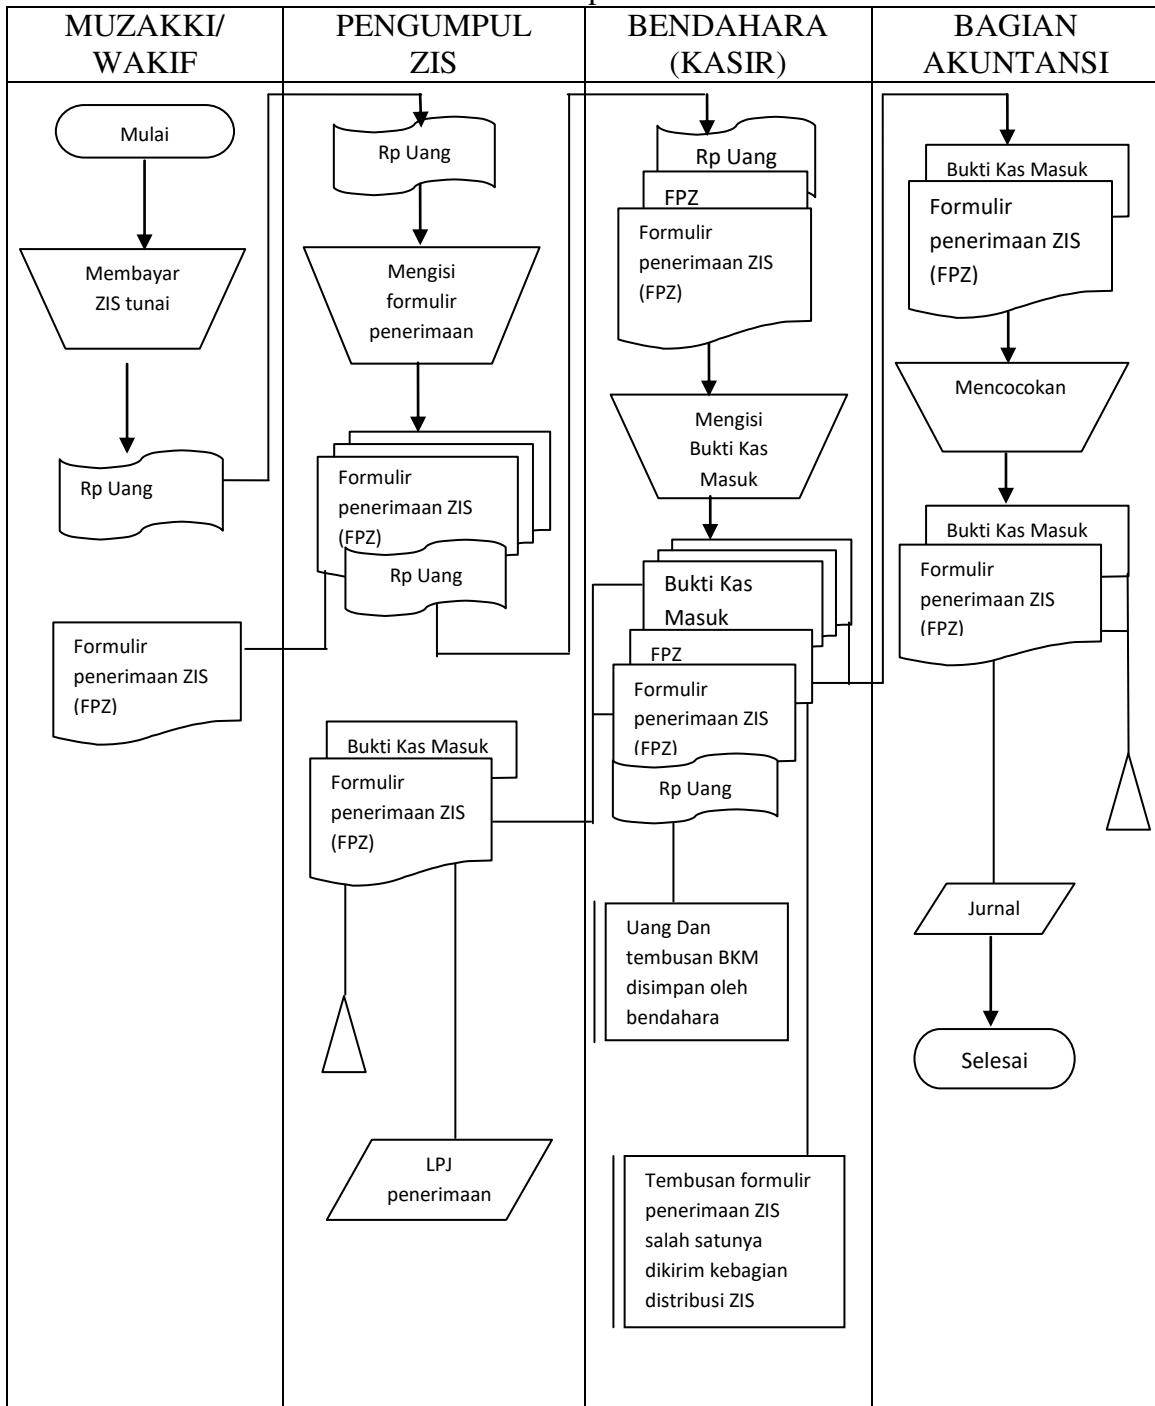 MUZAKKI/
WAKIF
PENGUMPUL
ZIS
BENDAHARA
(KASIR)
BAGIAN
AKUNTANSI
Mulai
Membayar
ZIS tunai
Rp Uang
Formulir
penerimaan ZIS
(FPZ)
Rp Uang
Mengisi
formulir
penerimaan
Formulir
penerimaan ZIS
(FPZ)
Rp Uang
Bukti Kas Masuk
Formulir
penerimaan ZIS
(FPZ)
LPJ
penerimaan
Rp Uang
FPZ
Formulir
penerimaan ZIS
(FPZ)
Mengisi
Bukti Kas
Masuk
Bukti Kas
Masuk
FPZ
Formulir
penerimaan ZIS
(FPZ)
Rp Uang
Uang Dan
tembusan BKM
disimpan oleh
bendahara
Tembusan formulir
penerimaan ZIS
salah satunya
dikirim kebagian
distribusi ZIS
Bukti Kas Masuk
Formulir
penerimaan ZIS
(FPZ)
Mencocokan
Bukti Kas Masuk
Formulir
penerimaan ZIS
(FPZ)
Jurnal
Selesai